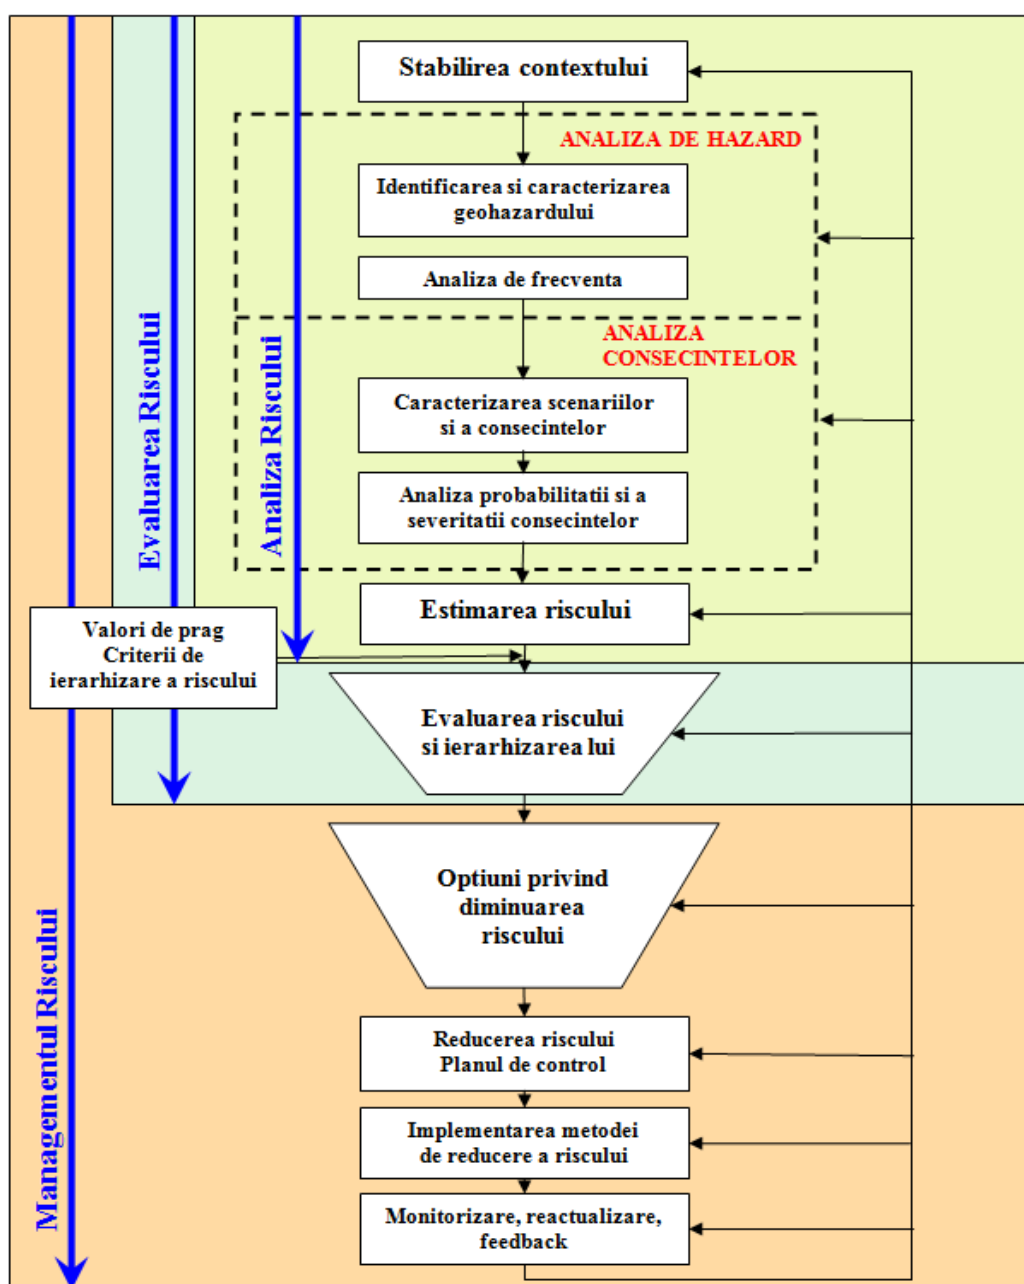 Stabilirea contextului
ANALIZA DE HAZARD
Identificarea si caracterizarea
geohazardului
Analiza de frecventa
ANALIZA
CONSECINTELOR
Caracterizarea scenariilor
si a consecintelor
Analiza probabilitatii si a
severitatii consecintelor
Estimarea riscului
Valori de prag
Criterii de
ierarhizare a riscului
Evaluarea riscului
si ierarhizarea lui
Optiuni privind
diminuarea
riscului
Reducerea riscului
Planul de control
Implementarea metodei
de reducere a riscului
Monitorizare, reactualizare,
feedback
Managementul Riscului
Evaluarea Riscului
Analiza Riscului